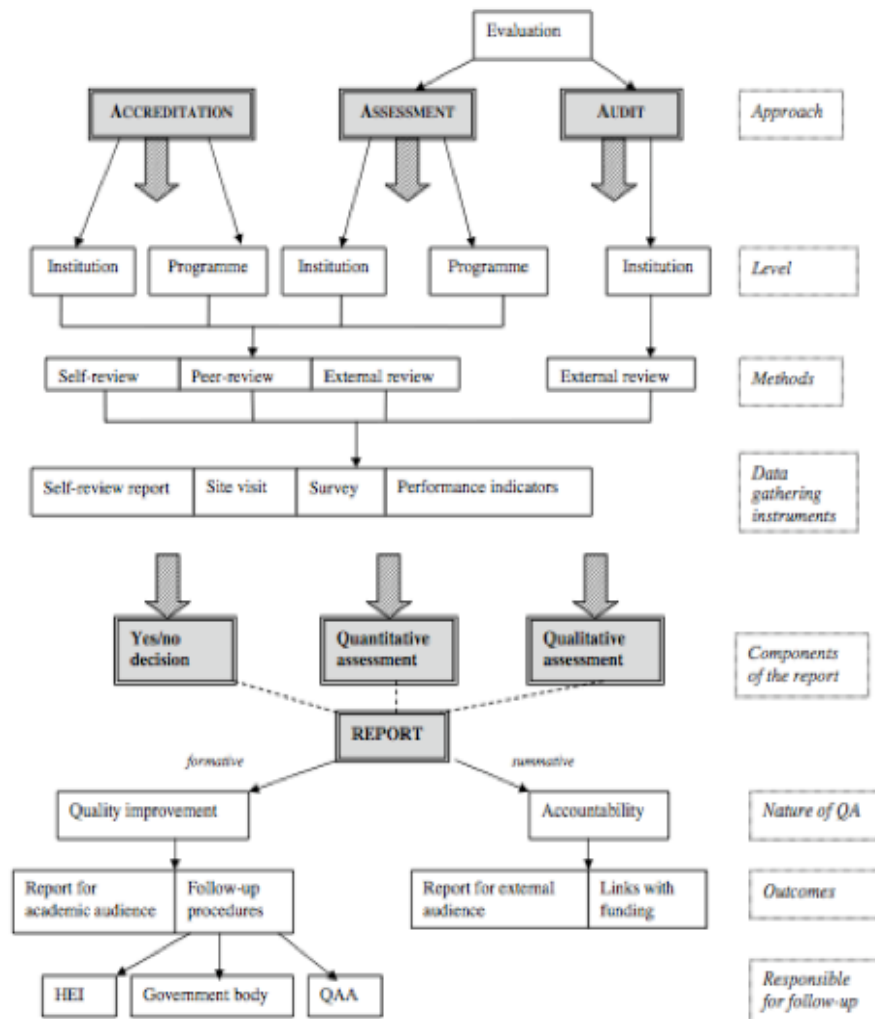 Evaluation
ACCREDITATION
ASSESSMENT
AUDIT
Approach
Institution
Programme
Institution
Programme
Institution
Level
Self-review
Peer-review
External review
External review
Methods
Self-review report
Site visit
Survey
Performance indicators
Data
gathering
instruments
Yes/no
decision
Quantitative
assessment
Qualitative
assessment
Components
of the report
REPORT
formative
summative
Quality improvement
Accountability
Nature of QA
Report for
academic audience
Follow-up
procedures
Report for external
audience
Links with
funding
Outcomes
HEI
Government body
QAA
Responsible
for follow-up